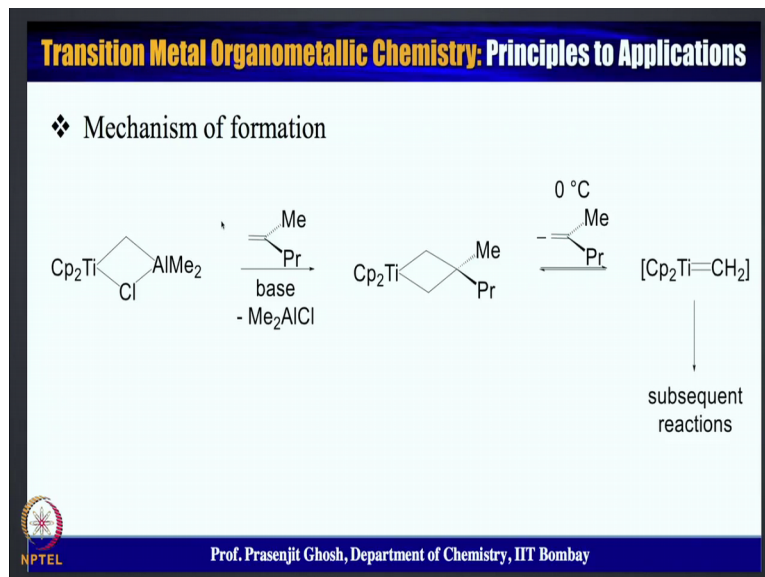 Transition Metal Organometallic Chemistry: Principles to Applications
❖ Mechanism of formation
Cp₂Ti
Cl
AlMe₂
Me
Pr
base
- Me₂AlCl
Cp₂Ti
Me
Pr
0 °C
Me
Pr
[Cp₂Ti=CH₂]
subsequent
reactions
NPTEL
Prof. Prasenjit Ghosh, Department of Chemistry, IIT Bombay